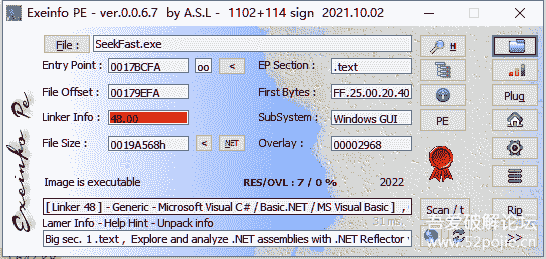 Exeinfo PE - ver.0.0.6.7 by A.S.L - 1102+114 sign 2021.10.02
File : SeekFast.exe H
Entry Point : 0017BCFA oo < EP Section : .text
File Offset : 00179EFA First Bytes : FF.25.00.20.40 Plug
Linker Info : 48.00 SubSystem : Windows GUI PE
File Size : 0019A568h < NET Overlay : 00002968
Image is executable RES/OVL : 7 / 0 % 2022
Exeinfo Pe
[ Linker 48 ] - Generic - Microsoft Visual C# / Basic.NET / MS Visual Basic ] , Scan / t Rip
Lamer Info - Help Hint - Unpack info 31 ms.
Big sec. 1 .text , Explore and analyze .NET assemblies with .NET Reflector >>
吾爱破解论坛
www.52pojie.cn